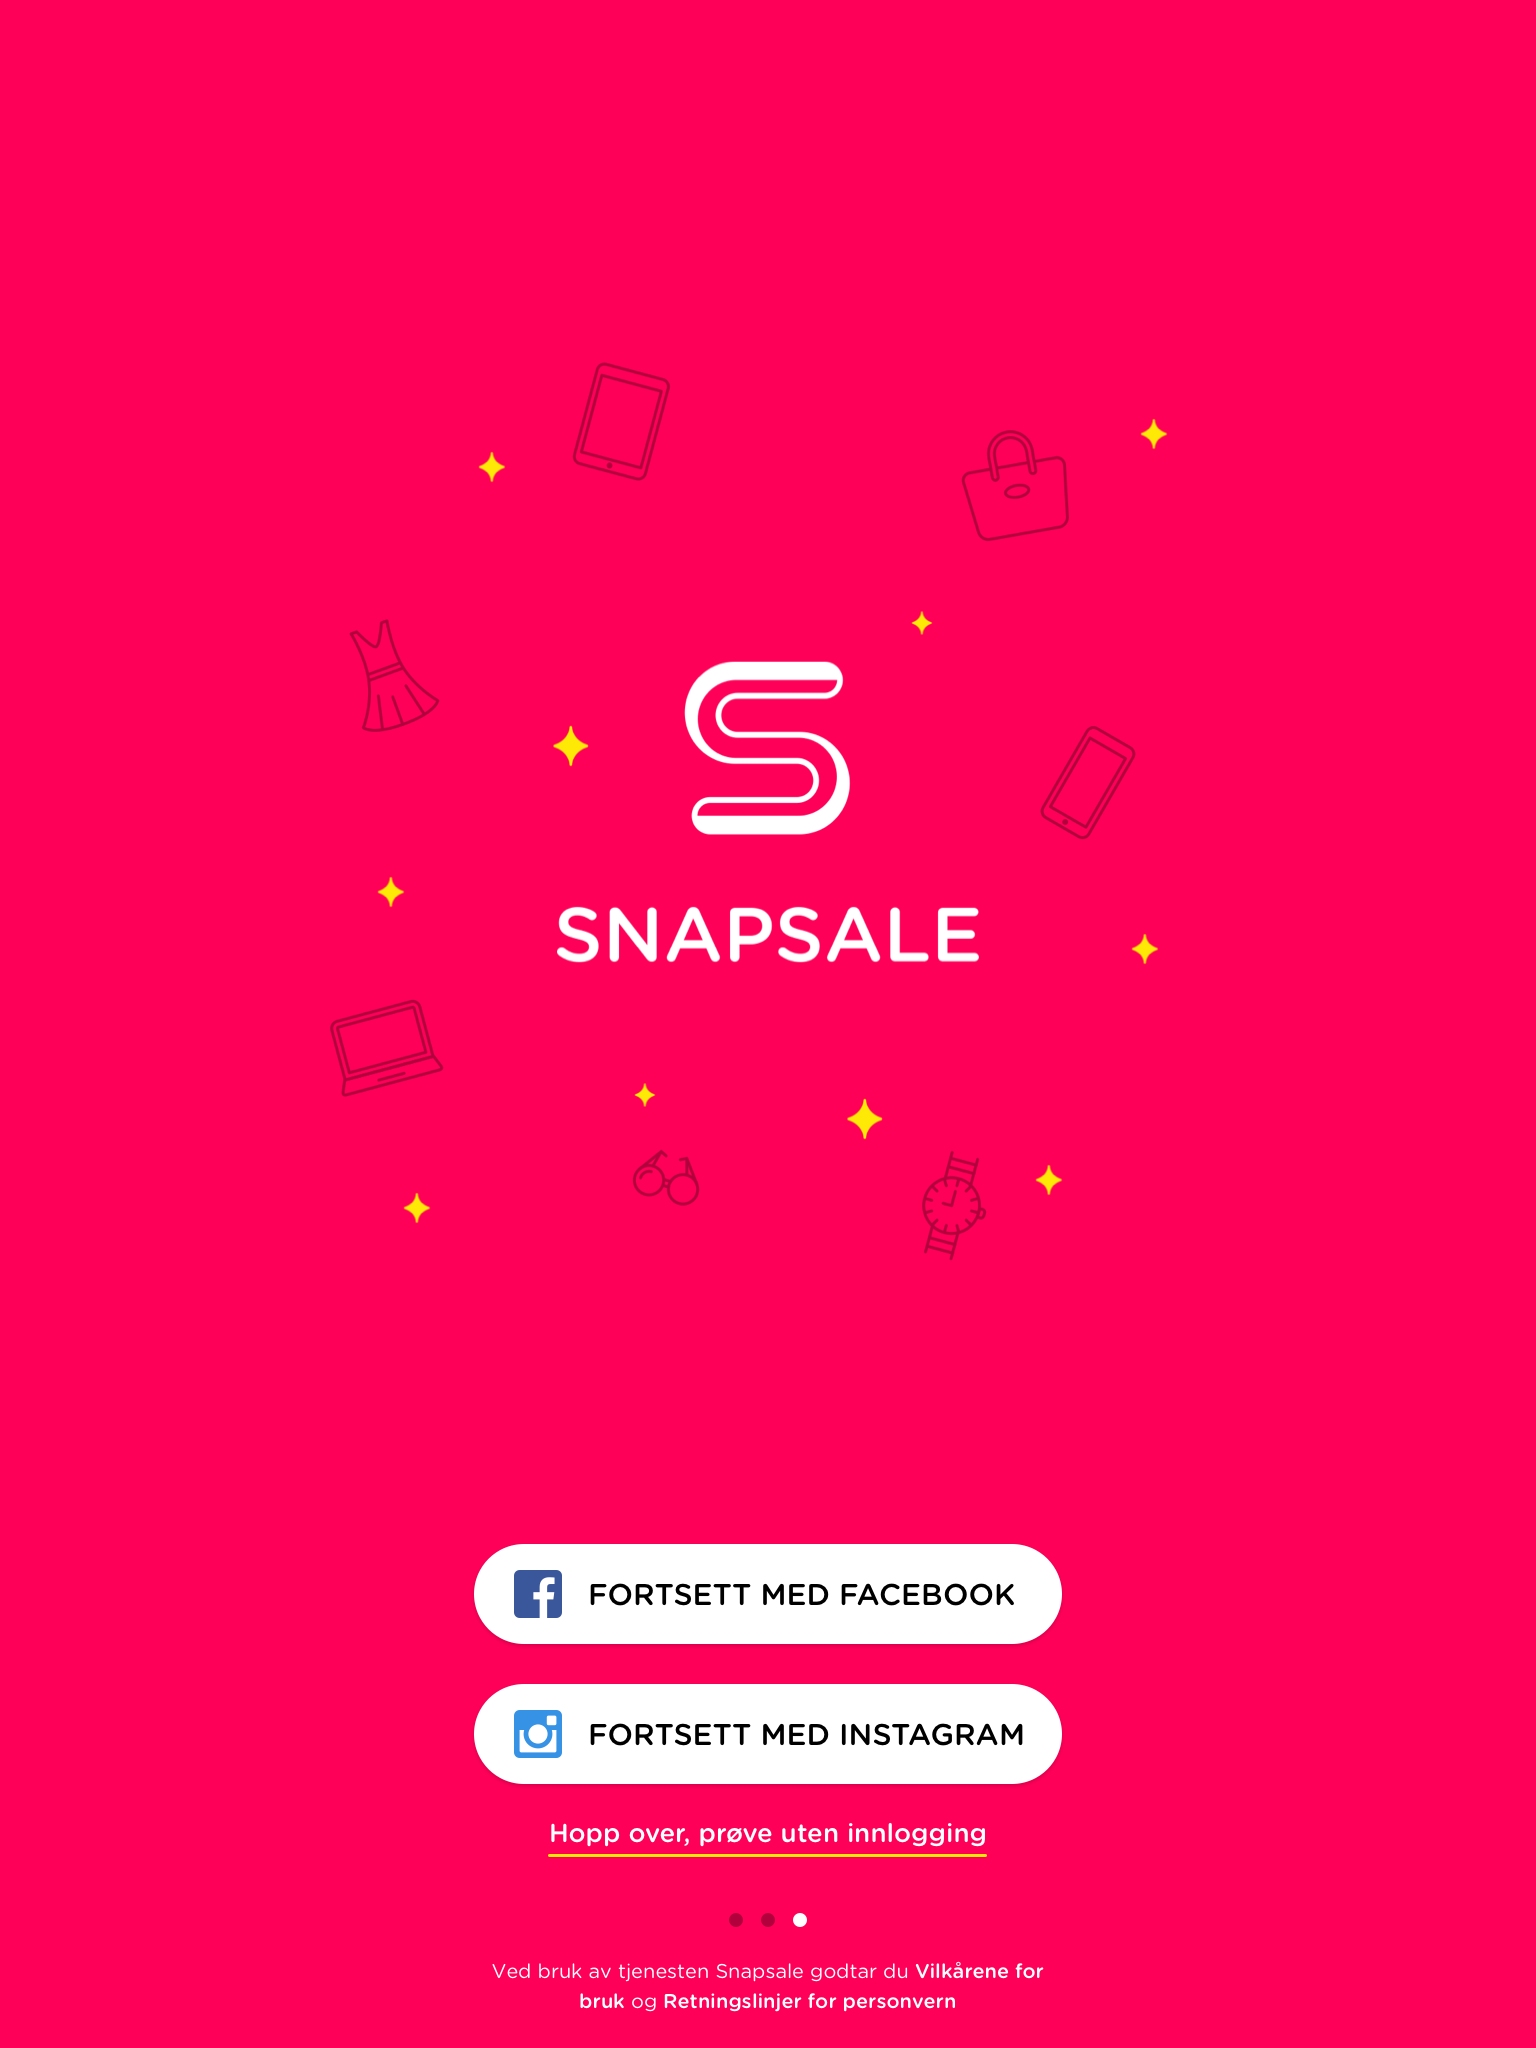 SNAPSALE
FORTSETT MED FACEBOOK
FORTSETT MED INSTAGRAM
Hopp over, prøve uten innlogging
Ved bruk av tjenesten Snapsale godtar du Vilkårene for
bruk og Retningslinjer for personvern